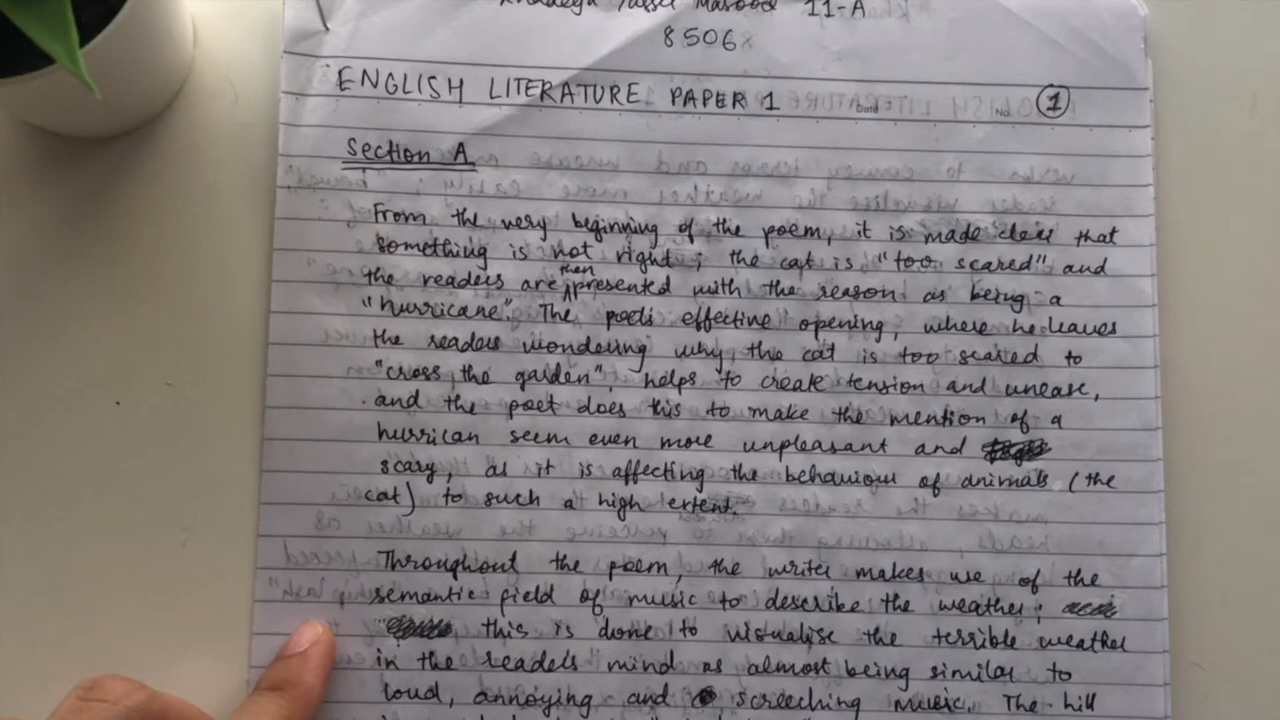 Masood 11-A
8506
ENGLISH LITERATURE PAPER 1
Date
No.
1
Section A
From the very beginning of the poem, it is made clear that
something is not right; the cat is "too scared" and
the readers are then presented with the reason as being a
"hurricane". The poet's effective opening, where he leaves
the readers wondering why the cat is too scared to
"cross the garden", helps to create tension and unease,
and the poet does this to make the mention of a
hurrican seem even more unpleasant and
scary, as it is affecting the behaviour of animals (the
cat) to such a high extent.
Throughout the poem, the writer makes use of the
semantic field of music to describe the weather;
this is done to visualise the terrible weather
in the readers mind as almost being similar to
loud, annoying and screeching music. The hill